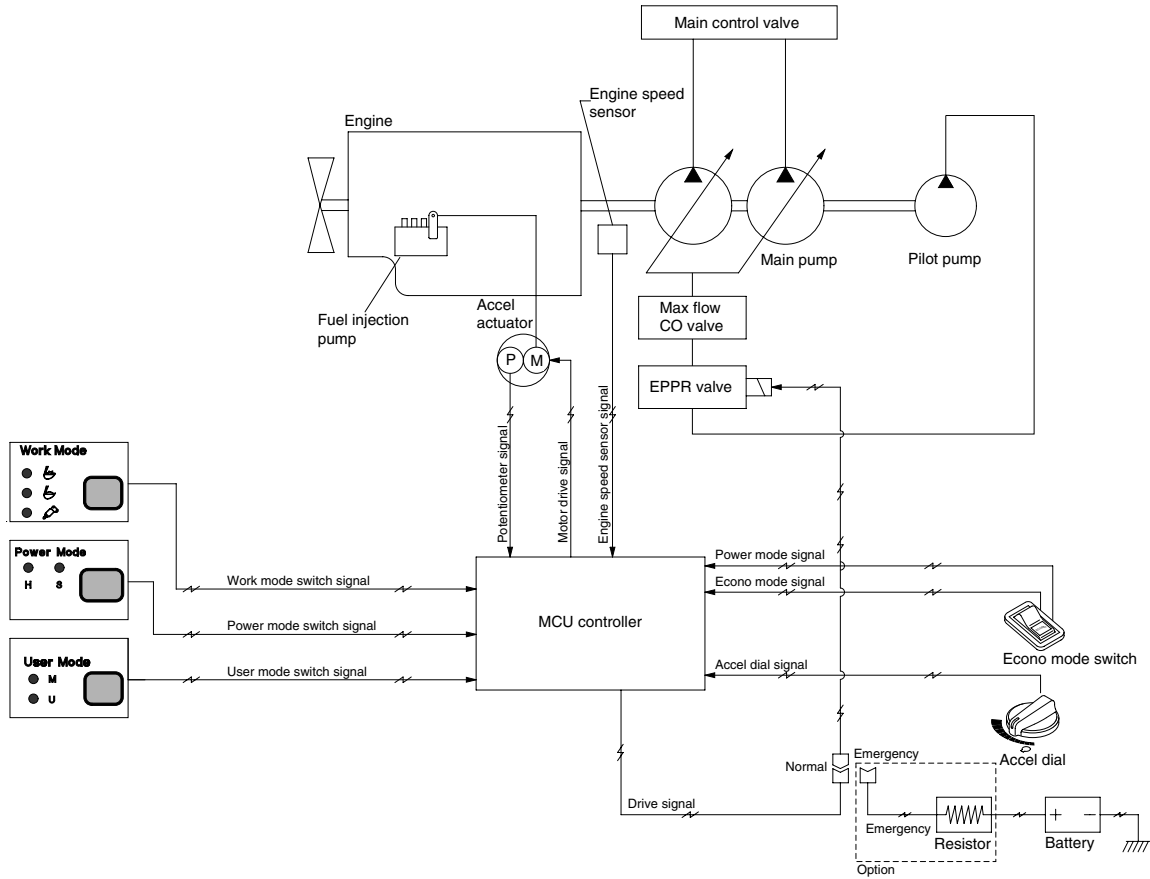 Main control valve
Engine speed
sensor
Engine
Main pump
Pilot pump
Fuel injection
pump
Accel
actuator
Max flow
CO valve
P M
EPPR valve
Potentiometer signal
Motor drive signal
Engine speed sensor signal
Work Mode
Power Mode
H S
User Mode
M
U
Work mode switch signal
Power mode switch signal
User mode switch signal
MCU controller
Power mode signal
Econo mode signal
Econo mode switch
Accel dial signal
Accel dial
Normal
Emergency
Drive signal
Emergency
Resistor
+ -
Battery
Option